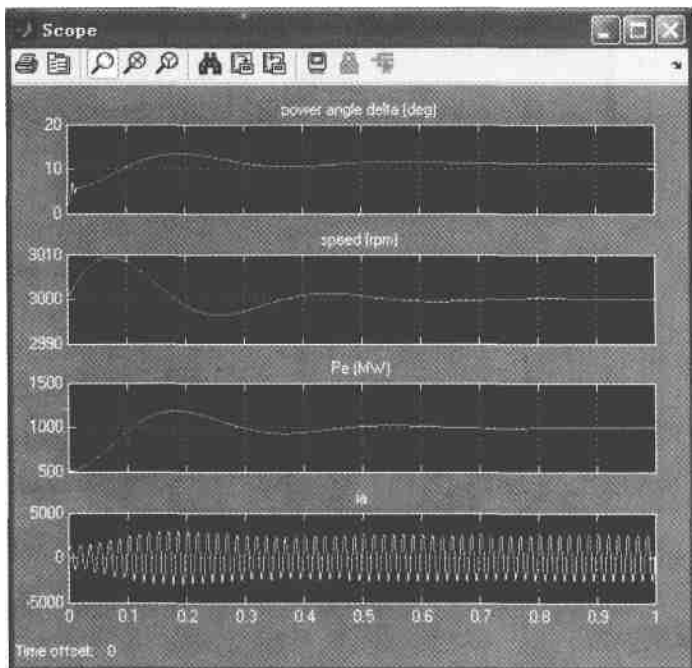 Scope
power angle delta (deg)
20
10
0
speed (rpm)
3010
3000
2990
Pe (MW)
1500
1000
500
ia
5000
0
-5000
0 0.1 0.2 0.3 0.4 0.5 0.6 0.7 0.8 0.9 1
Time offset: 0